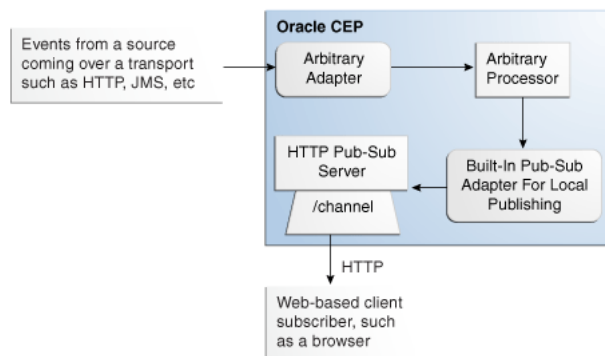 Oracle CEP
Events from a source
coming over a transport
such as HTTP, JMS, etc
Arbitrary
Adapter
Arbitrary
Processor
HTTP Pub-Sub
Server
/channel
Built-In Pub-Sub
Adapter For Local
Publishing
HTTP
Web-based client
subscriber, such
as a browser